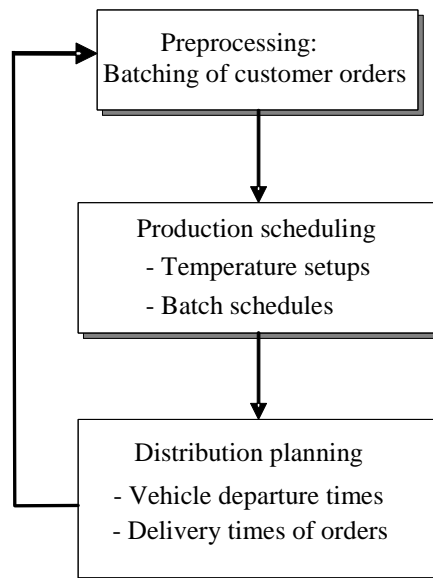 Preprocessing:
Batching of customer orders
Production scheduling
- Temperature setups
- Batch schedules
Distribution planning
- Vehicle departure times
- Delivery times of orders